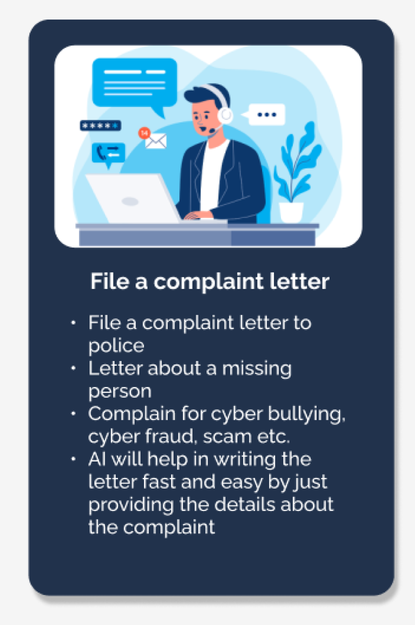 ****
14
File a complaint letter
• File a complaint letter to
police
• Letter about a missing
person
• Complain for cyber bullying,
cyber fraud, scam etc.
• AI will help in writing the
letter fast and easy by just
providing the details about
the complaint